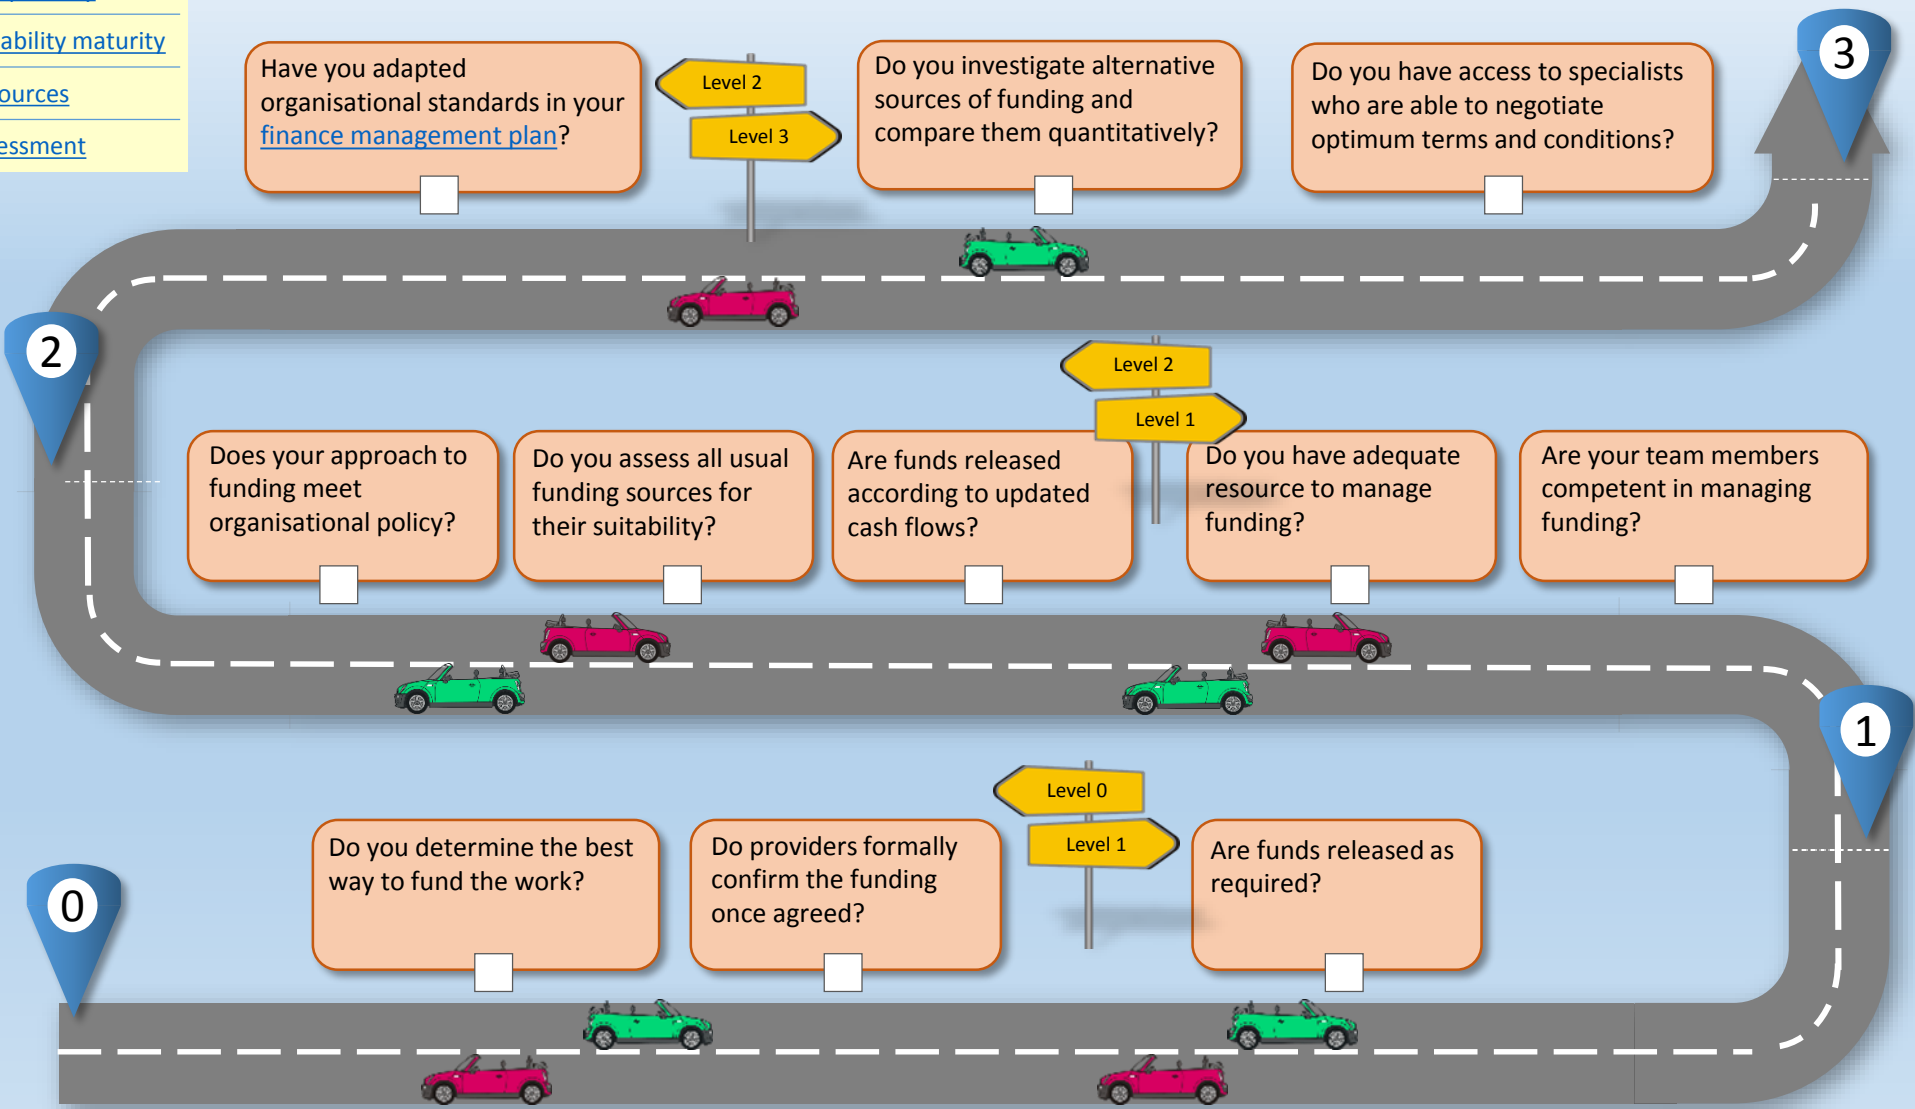 ability maturity
ources
essment
3
Have you adapted
organisational standards in your
finance management plan?
Level 2
Level 3
Do you investigate alternative
sources of funding and
compare them quantitatively?
Do you have access to specialists
who are able to negotiate
optimum terms and conditions?
2
Level 2
Level 1
Does your approach to
funding meet
organisational policy?
Do you assess all usual
funding sources for
their suitability?
Are funds released
according to updated
cash flows?
Do you have adequate
resource to manage
funding?
Are your team members
competent in managing
funding?
1
Level 0
Level 1
Do you determine the best
way to fund the work?
Do providers formally
confirm the funding
once agreed?
Are funds released as
required?
0